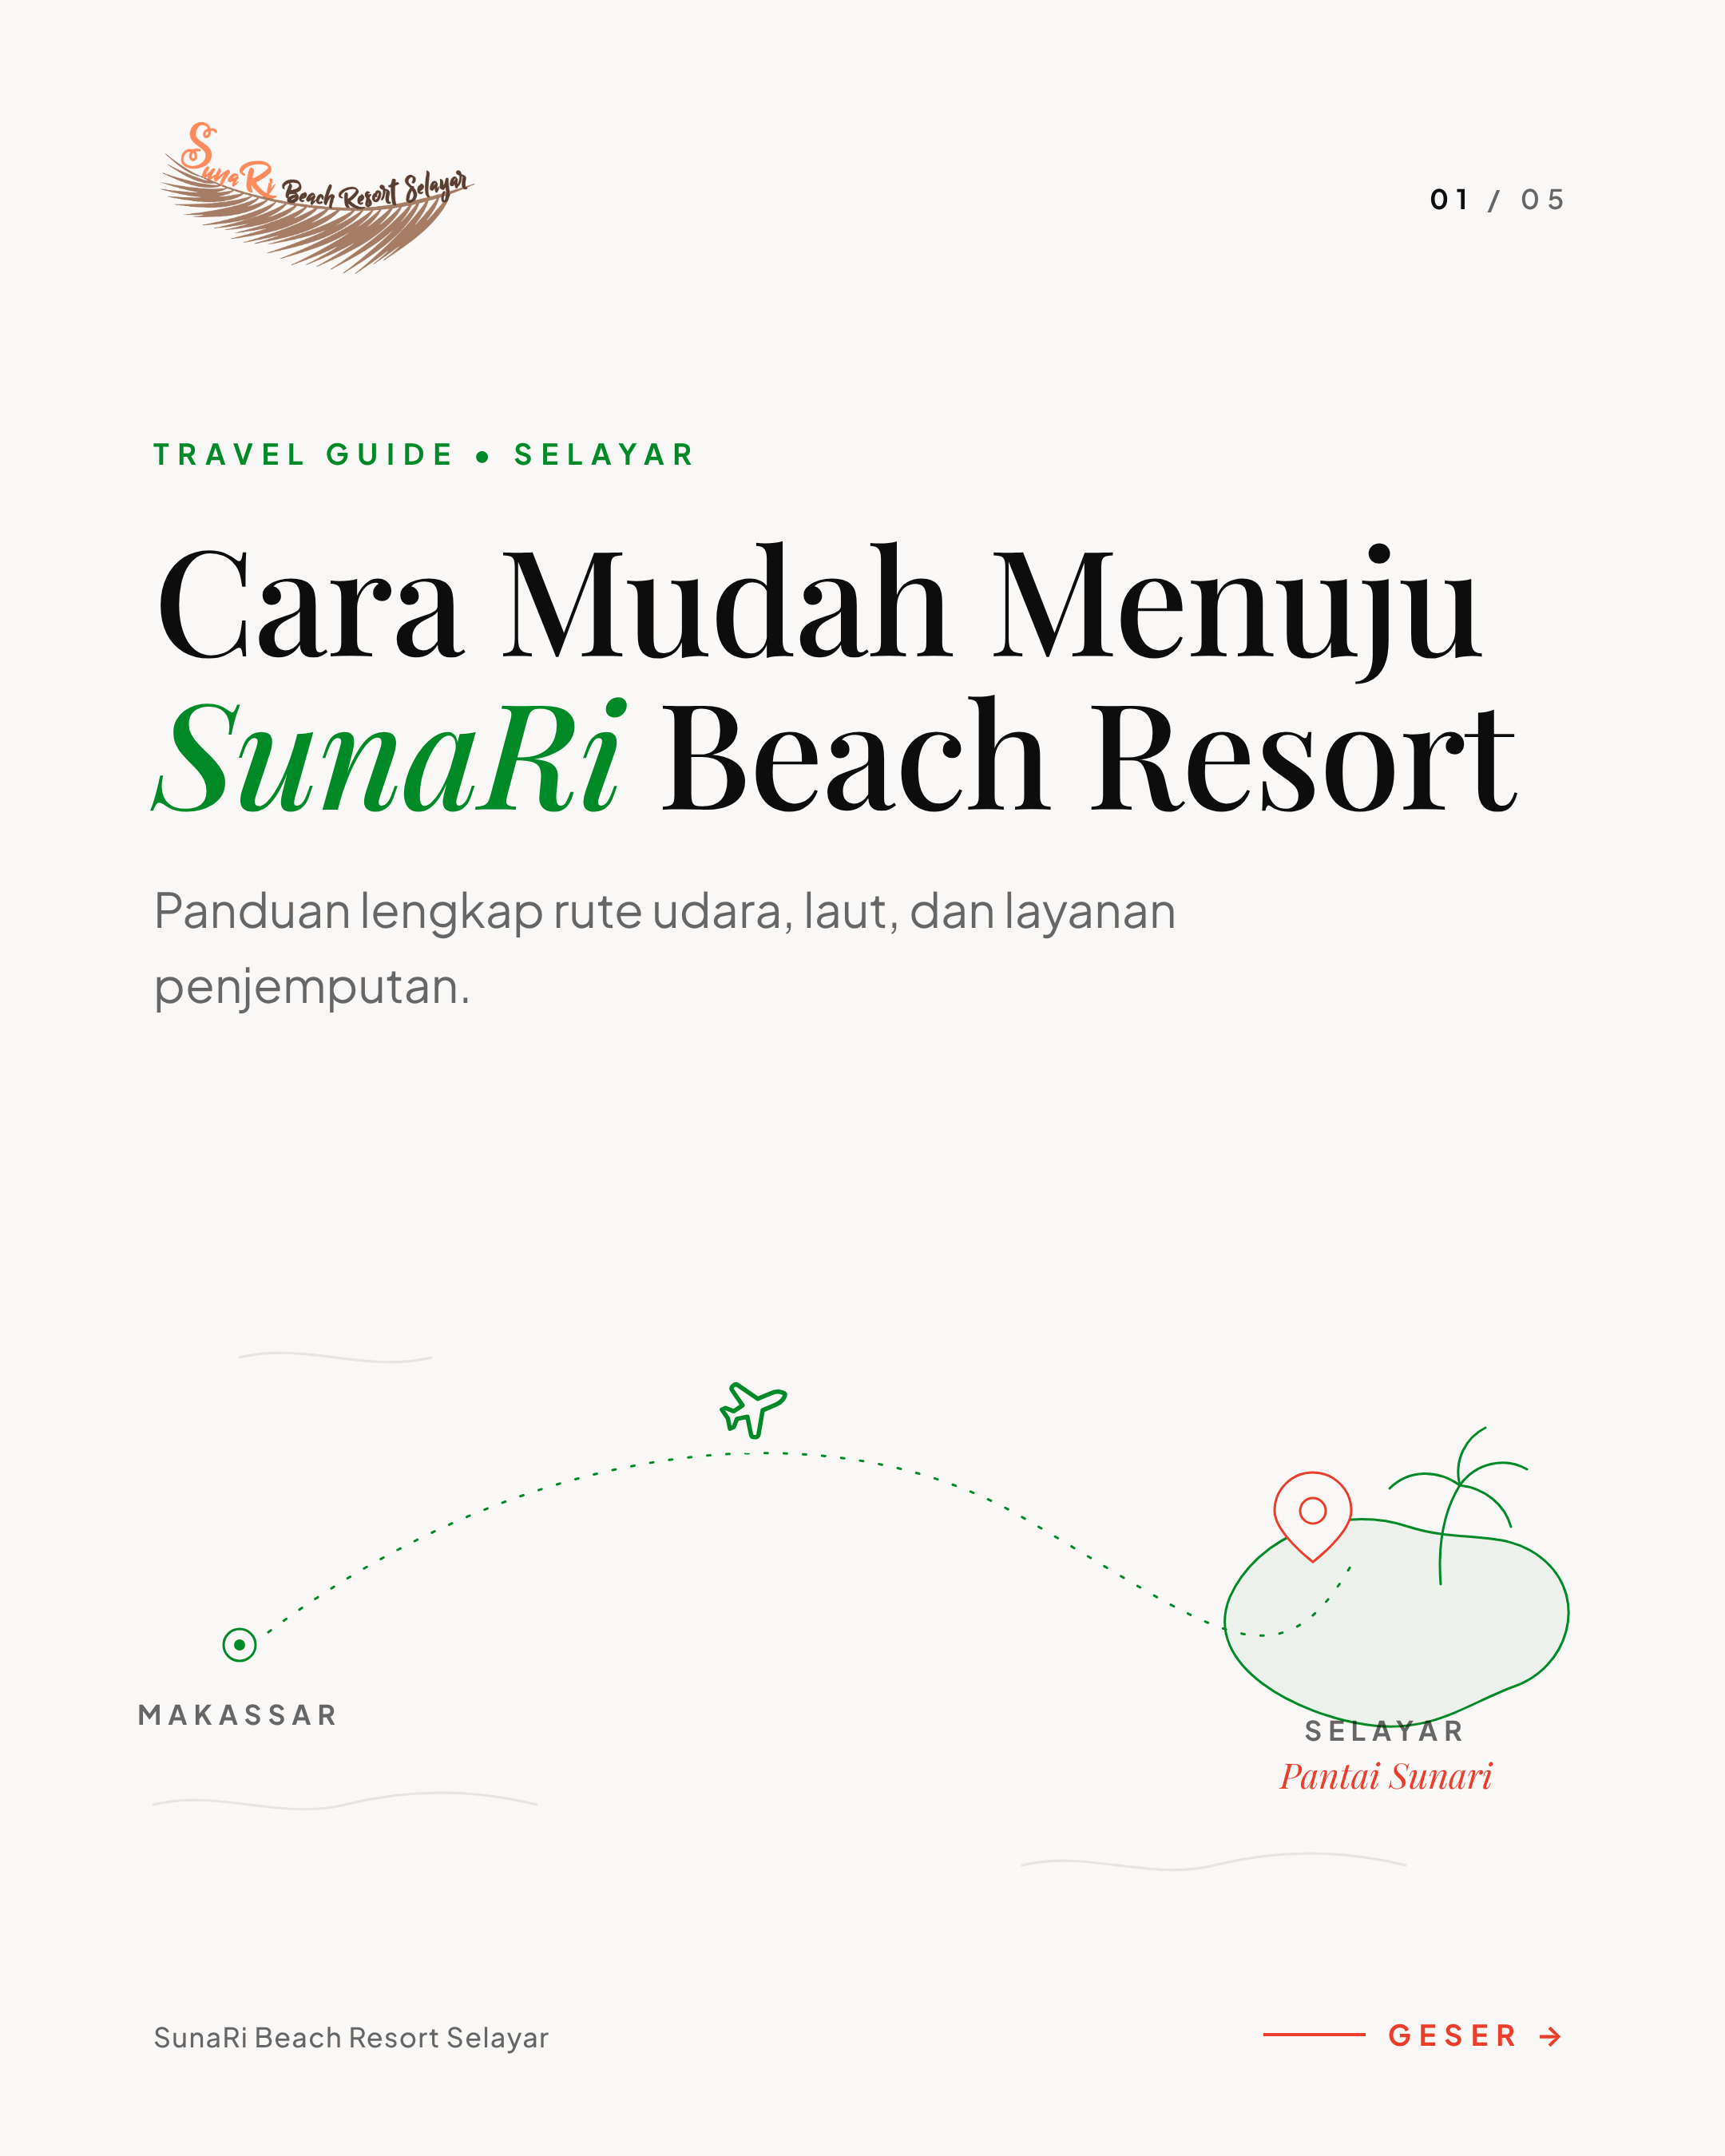 SunaRi Beach Resort Selayar
01 / 05
TRAVEL GUIDE • SELAYAR
Cara Mudah Menuju
SunaRi Beach Resort
Panduan lengkap rute udara, laut, dan layanan
penjemputan.
MAKASSAR
SELAYAR
Pantai Sunari
SunaRi Beach Resort Selayar
GESER →